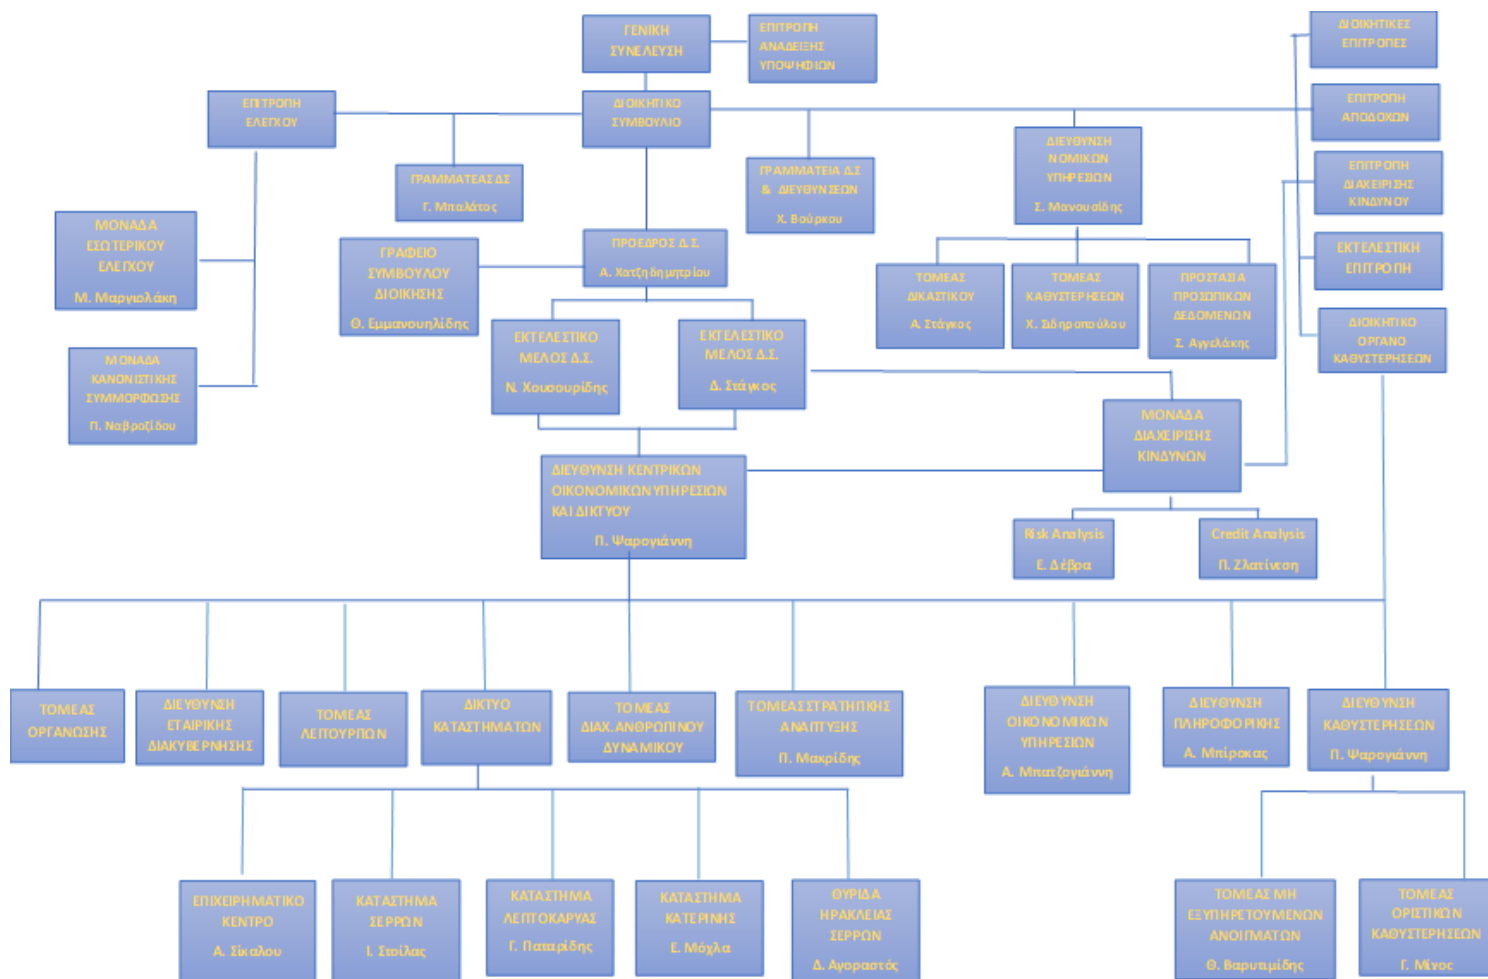 ΓΕΝΙΚΗ
ΣΥΝΕΛΕΥΣΗ
ΕΠΙΤΡΟΠΗ
ΑΝΑΔΕΙΞΗΣ
ΥΠΟΨΗΦΙΩΝ
ΔΙΟΙΚΗΤΙΚΕΣ
ΕΠΙΤΡΟΠΕΣ
ΕΠΙΤΡΟΠΗ
ΕΛΕΓΧΟΥ
ΔΙΟΙΚΗΤΙΚΟ
ΣΥΜΒΟΥΛΙΟ
ΕΠΙΤΡΟΠΗ
ΑΠΟΔΟΧΩΝ
ΓΡΑΜΜΑΤΕΑΣ Δ.Σ
Γ. Μπαλάτος
ΓΡΑΜΜΑΤΕΙΑ Δ.Σ
& ΔΙΕΥΘΥΝΣΕΩΝ
Χ. Βούρκου
ΔΙΕΥΘΥΝΣΗ
ΝΟΜΙΚΩΝ
ΥΠΗΡΕΣΙΩΝ
Σ. Μανουσίδης
ΕΠΙΤΡΟΠΗ
ΔΙΑΧΕΙΡΙΣΗΣ
ΚΙΝΔΥΝΟΥ
ΜΟΝΑΔΑ
ΕΣΩΤΕΡΙΚΟΥ
ΕΛΕΓΧΟΥ
Μ. Μαργιολάκη
ΓΡΑΦΕΙΟ
ΣΥΜΒΟΥΛΟΥ
ΔΙΟΙΚΗΣΗΣ
Θ. Εμμανουηλίδης
ΠΡΟΕΔΡΟΣ Δ.Σ.
Α. Χατζηδημητρίου
ΤΟΜΕΑΣ
ΔΙΚΑΣΤΙΚΟΥ
Α. Στάγκος
ΤΟΜΕΑΣ
ΚΑΘΥΣΤΕΡΗΣΕΩΝ
Χ. Σιδηροπούλου
ΠΡΟΣΤΑΣΙΑ
ΠΡΟΣΩΠΙΚΩΝ
ΔΕΔΟΜΕΝΩΝ
Σ. Αγγελάκης
ΕΚΤΕΛΕΣΤΙΚΗ
ΕΠΙΤΡΟΠΗ
ΔΙΟΙΚΗΤΙΚΟ
ΟΡΓΑΝΟ
ΚΑΘΥΣΤΕΡΗΣΕΩΝ
ΜΟΝΑΔΑ
ΚΑΝΟΝΙΣΤΙΚΗΣ
ΣΥΜΜΟΡΦΩΣΗΣ
Π. Ναβροζίδου
ΕΚΤΕΛΕΣΤΙΚΟ
ΜΕΛΟΣ Δ.Σ.
Ν. Χουσουρίδης
ΕΚΤΕΛΕΣΤΙΚΟ
ΜΕΛΟΣ Δ.Σ.
Δ. Στάγκος
ΜΟΝΑΔΑ
ΔΙΑΧΕΙΡΙΣΗΣ
ΚΙΝΔΥΝΩΝ
ΔΙΕΥΘΥΝΣΗ ΚΕΝΤΡΙΚΩΝ
ΟΙΚΟΝΟΜΙΚΩΝ ΥΠΗΡΕΣΙΩΝ
ΚΑΙ ΔΙΚΤΥΟΥ
Π. Ψαρογιάννη
Risk Analysis
Ε. Δέβρα
Credit Analysis
Π. Ζλατίντση
ΤΟΜΕΑΣ
ΟΡΓΑΝΩΣΗΣ
ΔΙΕΥΘΥΝΣΗ
ΕΤΑΙΡΙΚΗΣ
ΔΙΑΚΥΒΕΡΝΗΣΗΣ
ΤΟΜΕΑΣ
ΛΕΙΤΟΥΡΓΙΩΝ
ΔΙΚΤΥΟ
ΚΑΤΑΣΤΗΜΑΤΩΝ
ΤΟΜΕΑΣ
ΔΙΑΧ. ΑΝΘΡΩΠΙΝΟΥ
ΔΥΝΑΜΙΚΟΥ
ΤΟΜΕΑΣ ΣΤΡΑΤΗΓΙΚΗΣ
ΑΝΑΠΤΥΞΗΣ
Π. Μακρίδης
ΔΙΕΥΘΥΝΣΗ
ΟΙΚΟΝΟΜΙΚΩΝ
ΥΠΗΡΕΣΙΩΝ
Α. Μπατζογιάννη
ΔΙΕΥΘΥΝΣΗ
ΠΛΗΡΟΦΟΡΙΚΗΣ
Α. Μπίρσκας
ΔΙΕΥΘΥΝΣΗ
ΚΑΘΥΣΤΕΡΗΣΕΩΝ
Π. Ψαρογιάννη
ΕΠΙΧΕΙΡΗΜΑΤΙΚΟ
ΚΕΝΤΡΟ
Α. Σίκαλου
ΚΑΤΑΣΤΗΜΑ
ΣΕΡΡΩΝ
Ι. Στοίλας
ΚΑΤΑΣΤΗΜΑ
ΛΕΠΤΟΚΑΡΥΑΣ
Γ. Παταρίδης
ΚΑΤΑΣΤΗΜΑ
ΚΑΤΕΡΙΝΗΣ
Ε. Μόχλα
ΘΥΡΙΔΑ
ΗΡΑΚΛΕΙΑΣ
ΣΕΡΡΩΝ
Δ. Αγοραστός
ΤΟΜΕΑΣ ΜΗ
ΕΞΥΠΗΡΕΤΟΥΜΕΝΩΝ
ΑΝΟΙΓΜΑΤΩΝ
Θ. Βαρυτιμίδης
ΤΟΜΕΑΣ
ΟΡΙΣΤΙΚΩΝ
ΚΑΘΥΣΤΕΡΗΣΕΩΝ
Γ. Μίνος